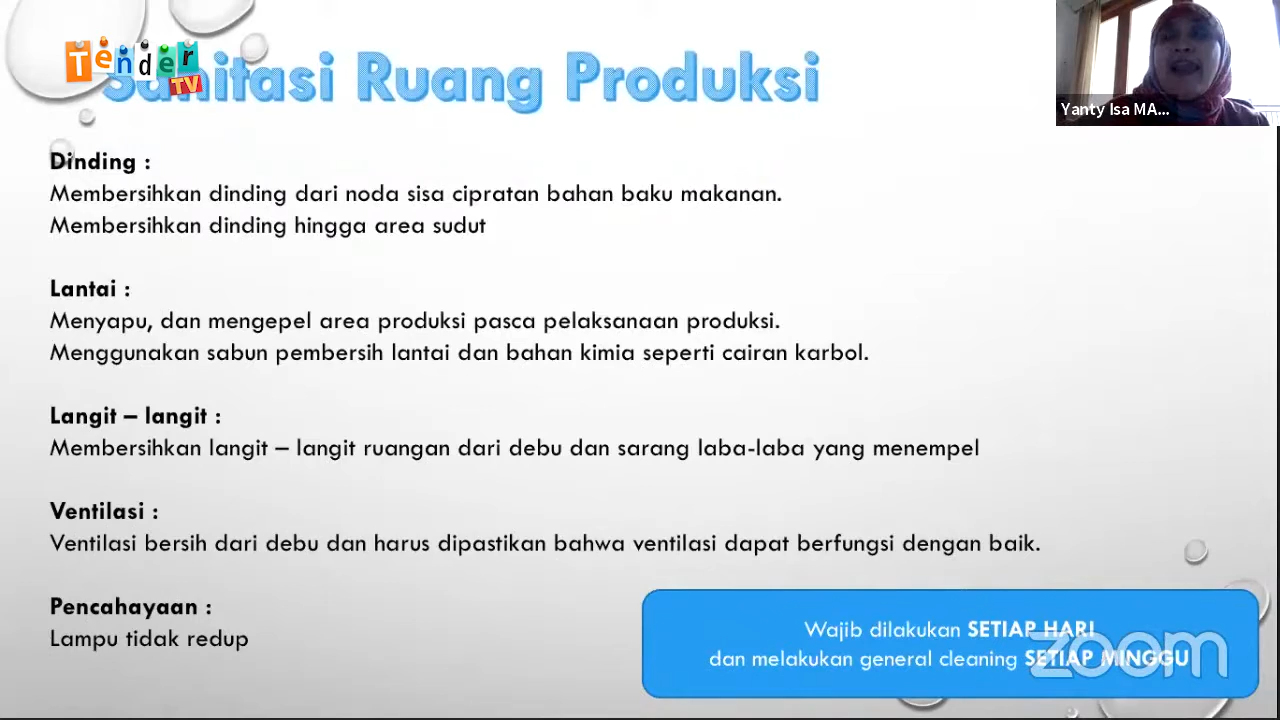 Tender
TV
Sanitasi Ruang Produksi
Yanty Isa MA...
Dinding :
Membersihkan dinding dari noda sisa cipratan bahan baku makanan.
Membersihkan dinding hingga area sudut
Lantai :
Menyapu, dan mengepel area produksi pasca pelaksanaan produksi.
Menggunakan sabun pembersih lantai dan bahan kimia seperti cairan karbol.
Langit – langit :
Membersihkan langit – langit ruangan dari debu dan sarang laba-laba yang menempel
Ventilasi :
Ventilasi bersih dari debu dan harus dipastikan bahwa ventilasi dapat berfungsi dengan baik.
Pencahayaan :
Lampu tidak redup
Wajib dilakukan SETIAP HARI
dan melakukan general cleaning SETIAP MINGGU
zoom